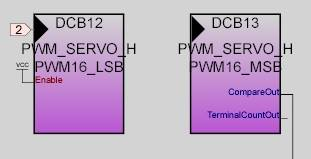 DCB12
2
PWM_SERVO_H
VCC
PWM16_LSB
Enable
DCB13
PWM_SERVO_H
PWM16_MSB
CompareOut
TerminalCountOut